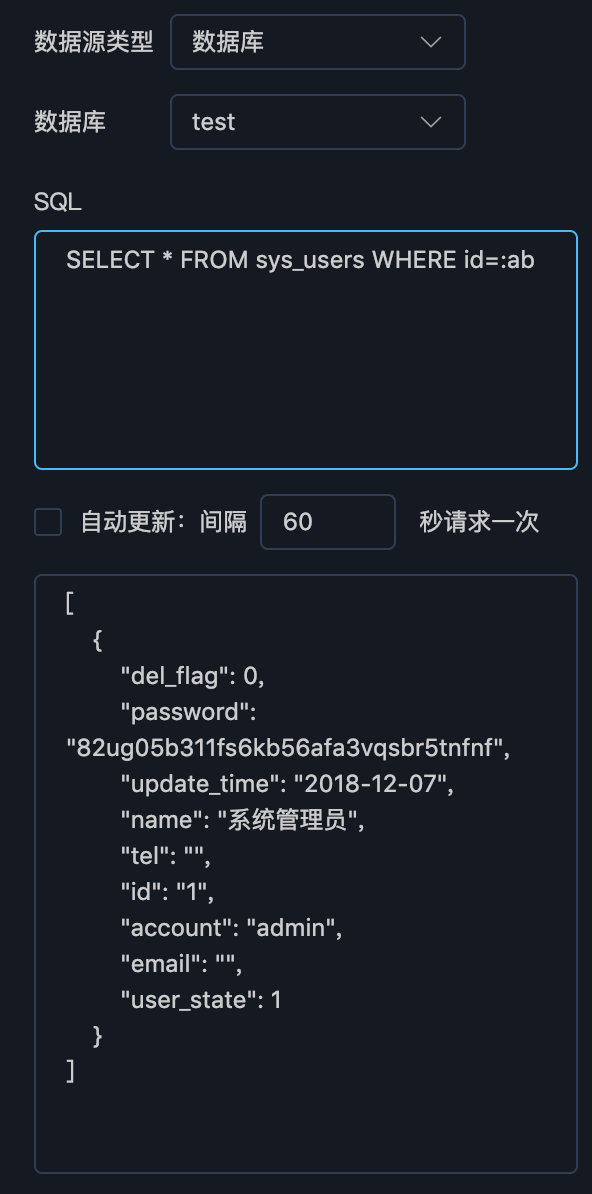 数据源类型 数据库
数据库 test
SQL
SELECT * FROM sys_users WHERE id=:ab
自动更新：间隔 60 秒请求一次
[
{
"del_flag": 0,
"password":
"82ug05b311fs6kb56afa3vqsbr5tnfnf",
"update_time": "2018-12-07",
"name": "系统管理员",
"tel": "",
"id": "1",
"account": "admin",
"email": "",
"user_state": 1
}
]